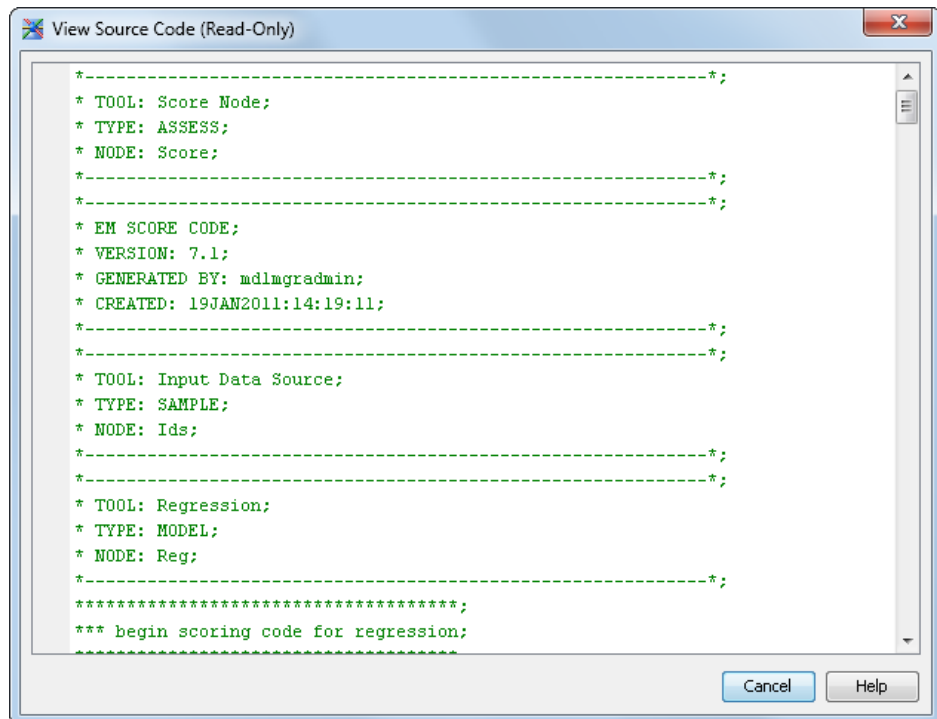 View Source Code (Read-Only)
*------------------------------------------------------------*;
* TOOL: Score Node;
* TYPE: ASSESS;
* NODE: Score;
*------------------------------------------------------------*;
*------------------------------------------------------------*;
* EM SCORE CODE;
* VERSION: 7.1;
* GENERATED BY: mdlmgradmin;
* CREATED: 19JAN2011:14:19:11;
*------------------------------------------------------------*;
*------------------------------------------------------------*;
* TOOL: Input Data Source;
* TYPE: SAMPLE;
* NODE: Ids;
*------------------------------------------------------------*;
*------------------------------------------------------------*;
* TOOL: Regression;
* TYPE: MODEL;
* NODE: Reg;
*------------------------------------------------------------*;
*************************************;
*** begin scoring code for regression;
*************************************;
Cancel Help